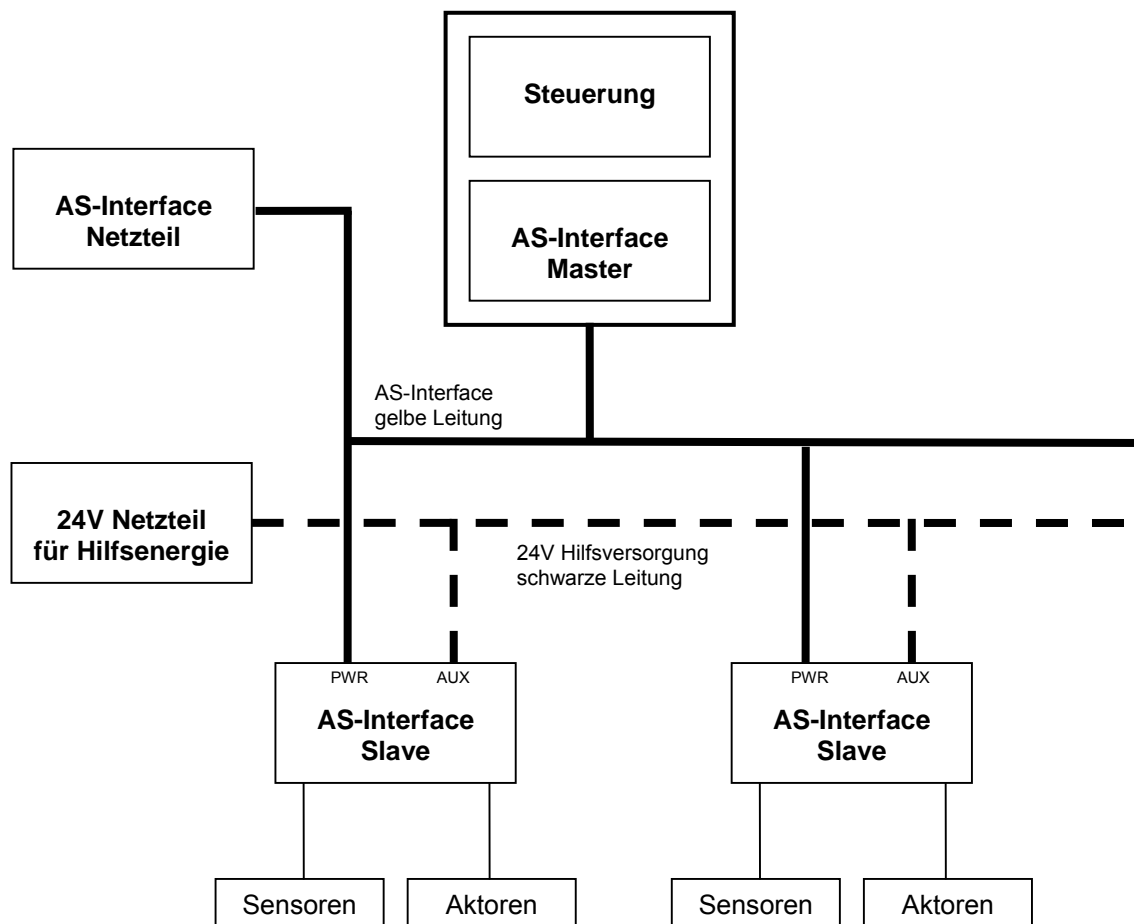 Steuerung
AS-Interface
Netzteil
AS-Interface
Master
AS-Interface
gelbe Leitung
24V Netzteil
für Hilfsenergie
24V Hilfsversorgung
schwarze Leitung
PWR AUX
AS-Interface
Slave
PWR AUX
AS-Interface
Slave
Sensoren
Aktoren
Sensoren
Aktoren